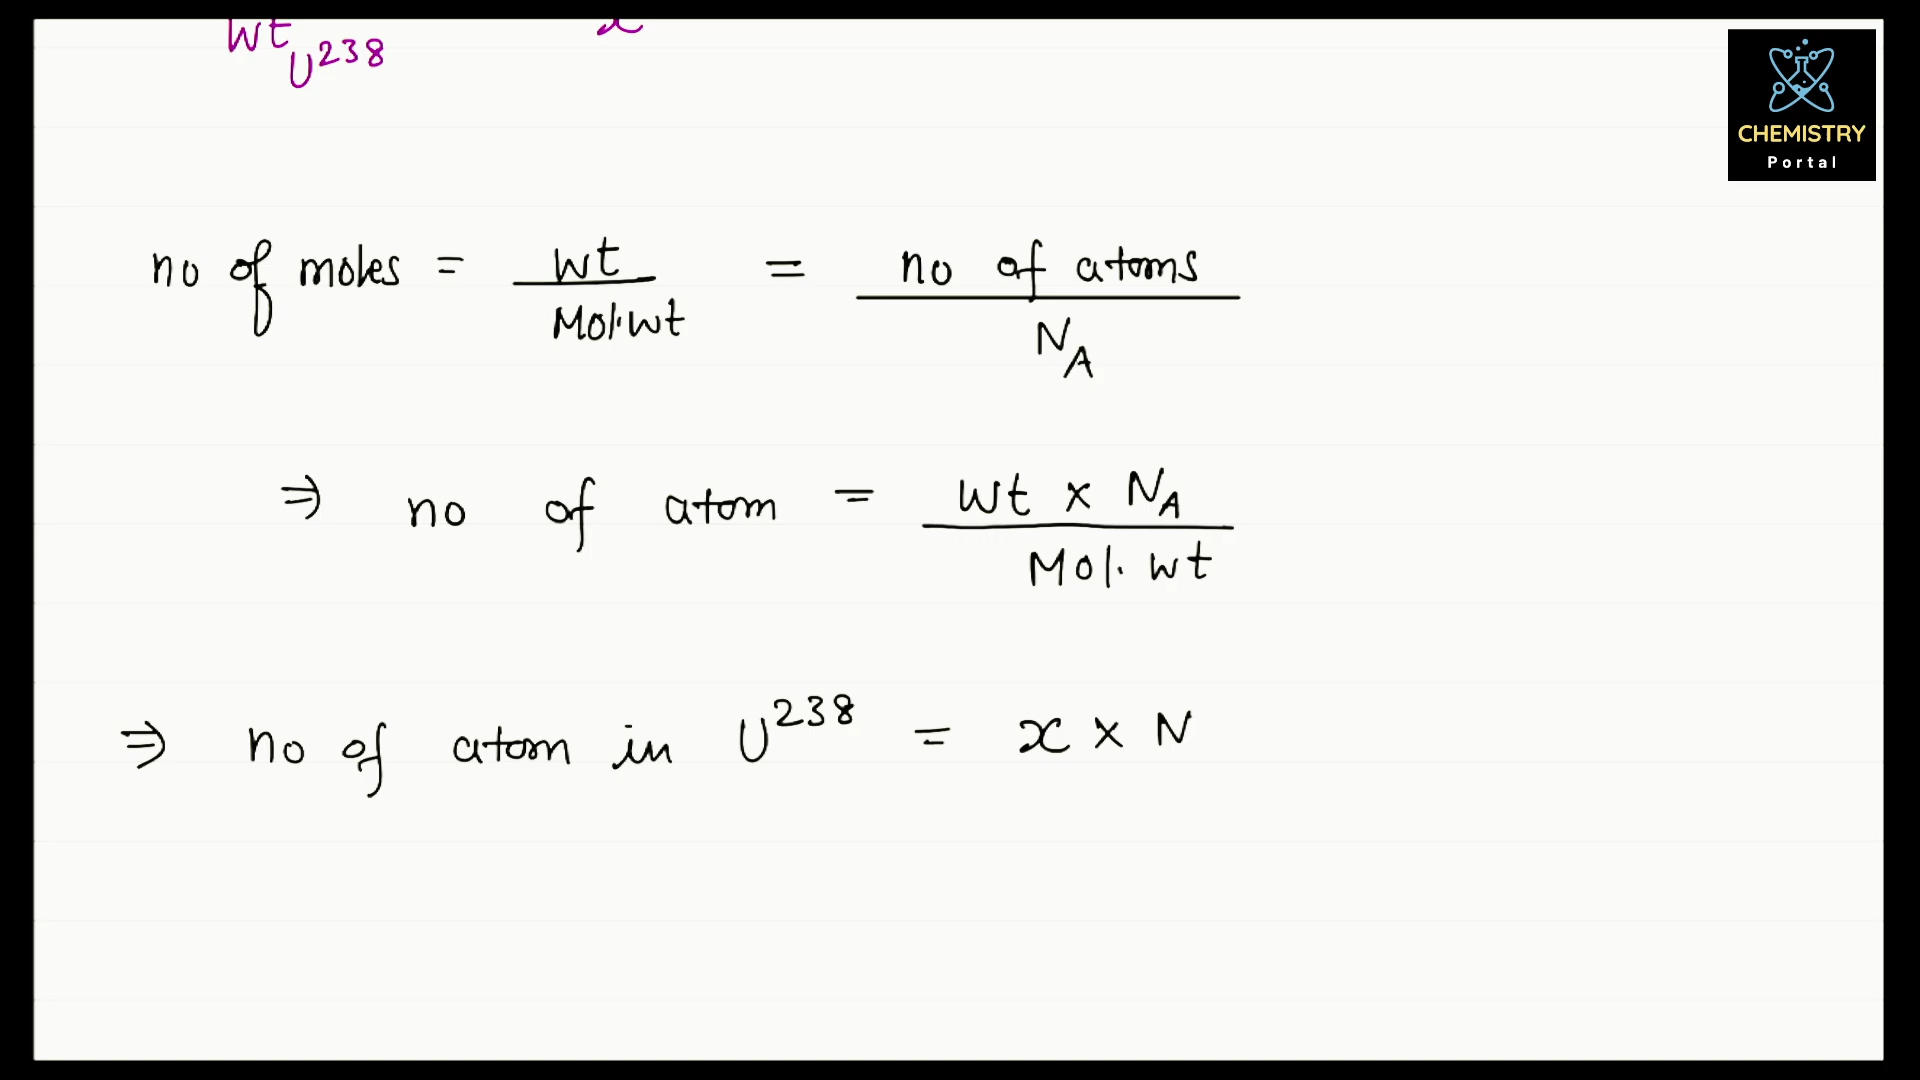 Wt U²³⁸ x
CHEMISTRY
Portal
no of moles = Wt / Mol.wt = no of atoms / N_A
⇒ no of atom = Wt × N_A / Mol. wt
⇒ no of atom in U²³⁸ = x × N